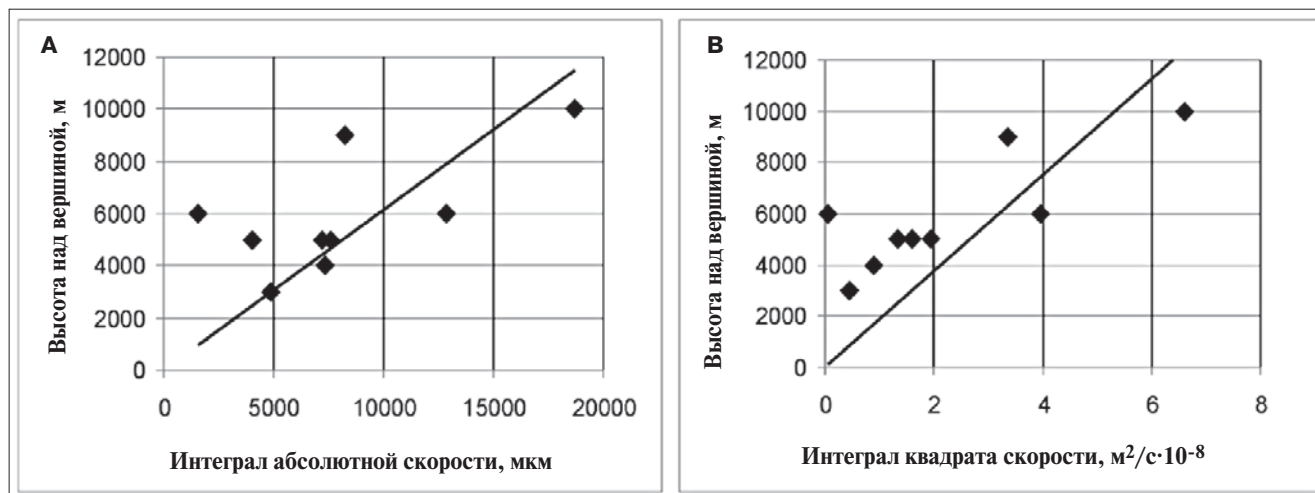 A
12000
10000
8000
6000
4000
2000
0
Высота над вершиной, м
0 5000 10000 15000 20000
Интеграл абсолютной скорости, мкм
B
12000
10000
8000
6000
4000
2000
0
Высота над вершиной, м
0 2 4 6 8
Интеграл квадрата скорости, м²/с·10⁻⁸